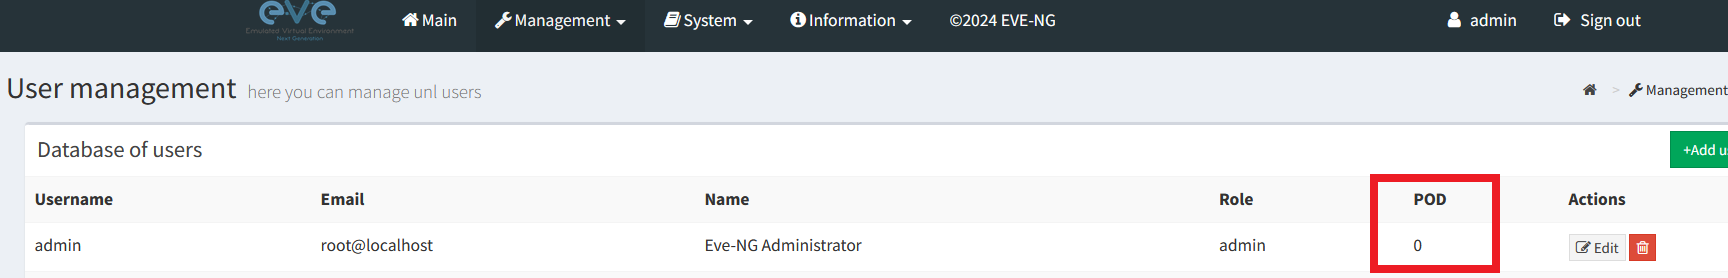 eve
Emulated Virtual Environment
Next Generation
Main Management System Information ©2024 EVE-NG admin Sign out
User management here you can manage unl users > Management
Database of users +Add u
Username Email Name Role POD Actions
admin root@localhost Eve-NG Administrator admin 0 Edit